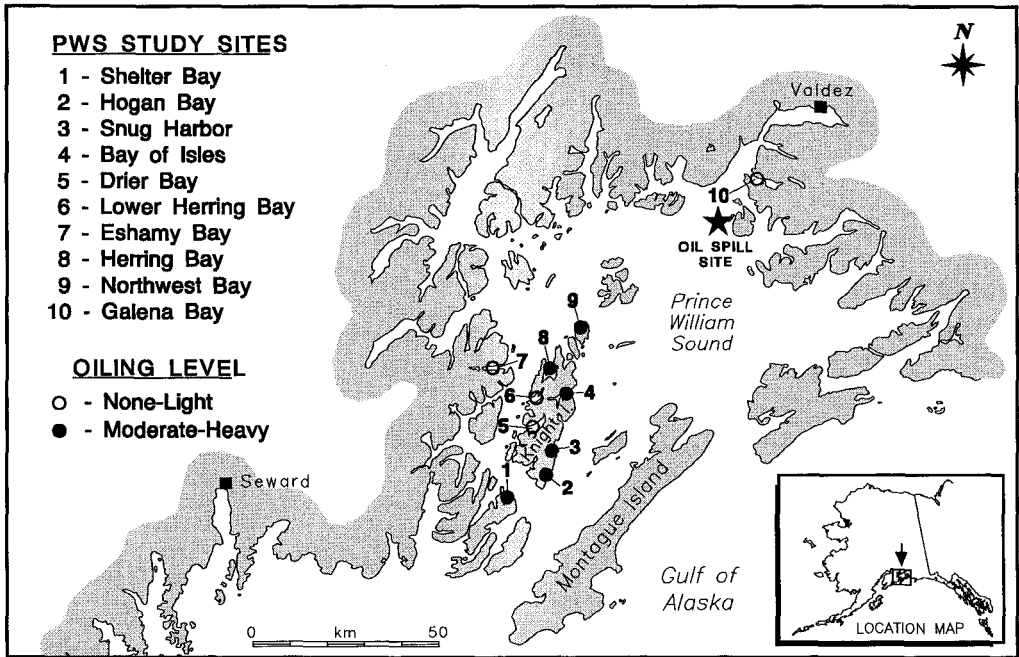 PWS STUDY SITES
1 - Shelter Bay
2 - Hogan Bay
3 - Snug Harbor
4 - Bay of Isles
5 - Drier Bay
6 - Lower Herring Bay
7 - Eshamy Bay
8 - Herring Bay
9 - Northwest Bay
10 - Galena Bay
OILING LEVEL
- None-Light
- Moderate-Heavy
N
Valdez
10
OIL SPILL
SITE
Prince
William
Sound
9
8
7
6
4
5
3
2
1
Seward
Montague Island
Gulf of
Alaska
0 km 50
LOCATION MAP